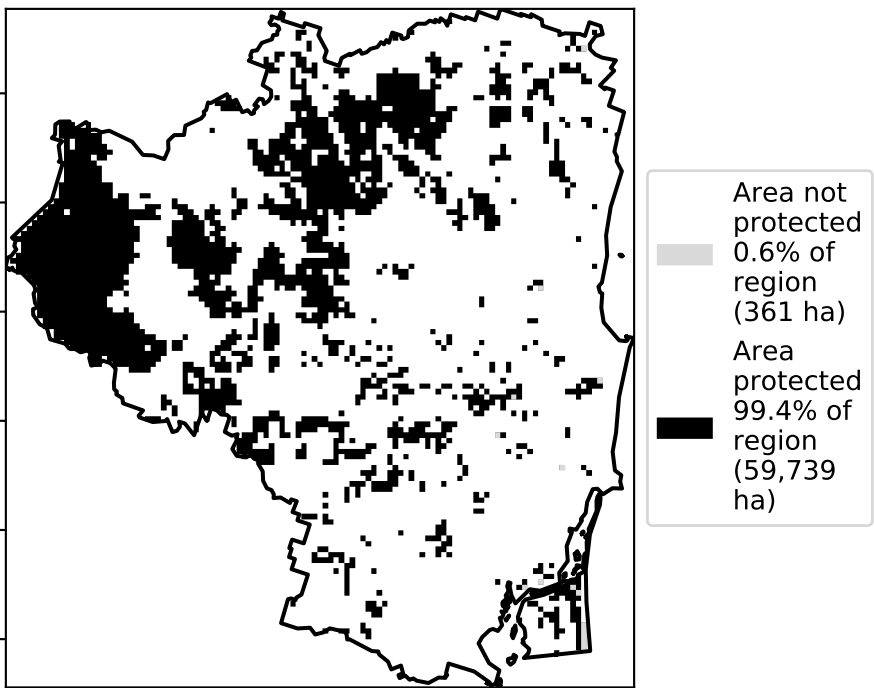 Area not
protected
0.6% of
region
(361 ha)
Area
protected
99.4% of
region
(59,739
ha)